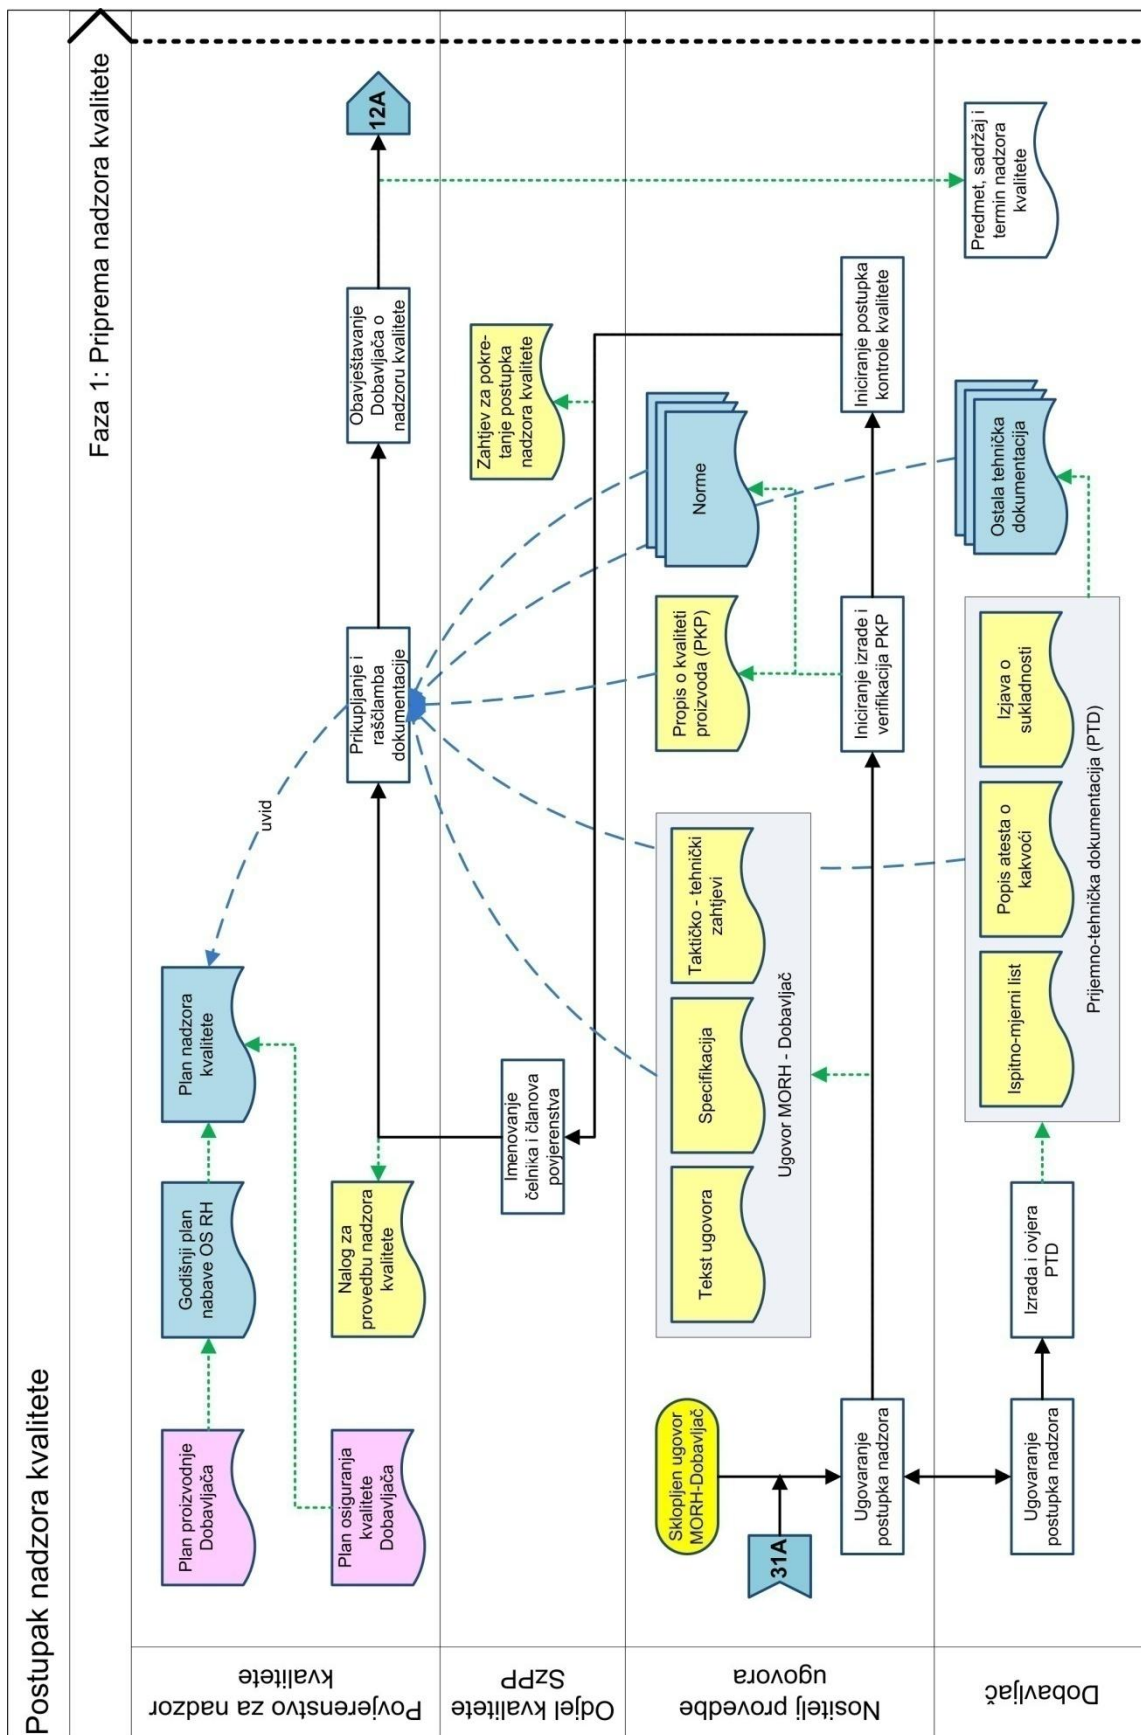 Postupak nadzora kvalitete
Faza 1: Priprema nadzora kvalitete
Povjerenstvo za nadzor
kvalitete
Plan proizvodnje
Dobavljača
Godišnji plan
nabave OS RH
Plan nadzora
kvalitete
uvid
Plan osiguranja
kvalitete
Dobavljača
Nalog za
provedbu nadzora
kvalitete
Prikupljanje i
raščlamba
dokumentacije
Obavještavanje
Dobavljača o
nadzoru kvalitete
12A
Odjel kvalitete
SzPP
Imenovanje
čelnika i članova
povjerenstva
Zahtjev za pokre-
tanje postupka
nadzora kvalitete
Nositelj provedbe
ugovora
Sklopljen ugovor
MORH-Dobavljač
31A
Ugovaranje
postupka nadzora
Tekst ugovora
Specifikacija
Taktičko - tehnički
zahtjevi
Ugovor MORH - Dobavljač
Propis o kvaliteti
proizvoda (PKP)
Norme
Iniciranje izrade i
verifikacija PKP
Iniciranje postupka
kontrole kvalitete
Dobavljač
Ugovaranje
postupka nadzora
Izrada i ovjera
PTD
Ispitno-mjerni list
Popis atesta o
kakvoći
Izjava o
sukladnosti
Prijemno-tehnička dokumentacija (PTD)
Ostala tehnička
dokumentacija
Predmet, sadržaj i
termin nadzora
kvalitete